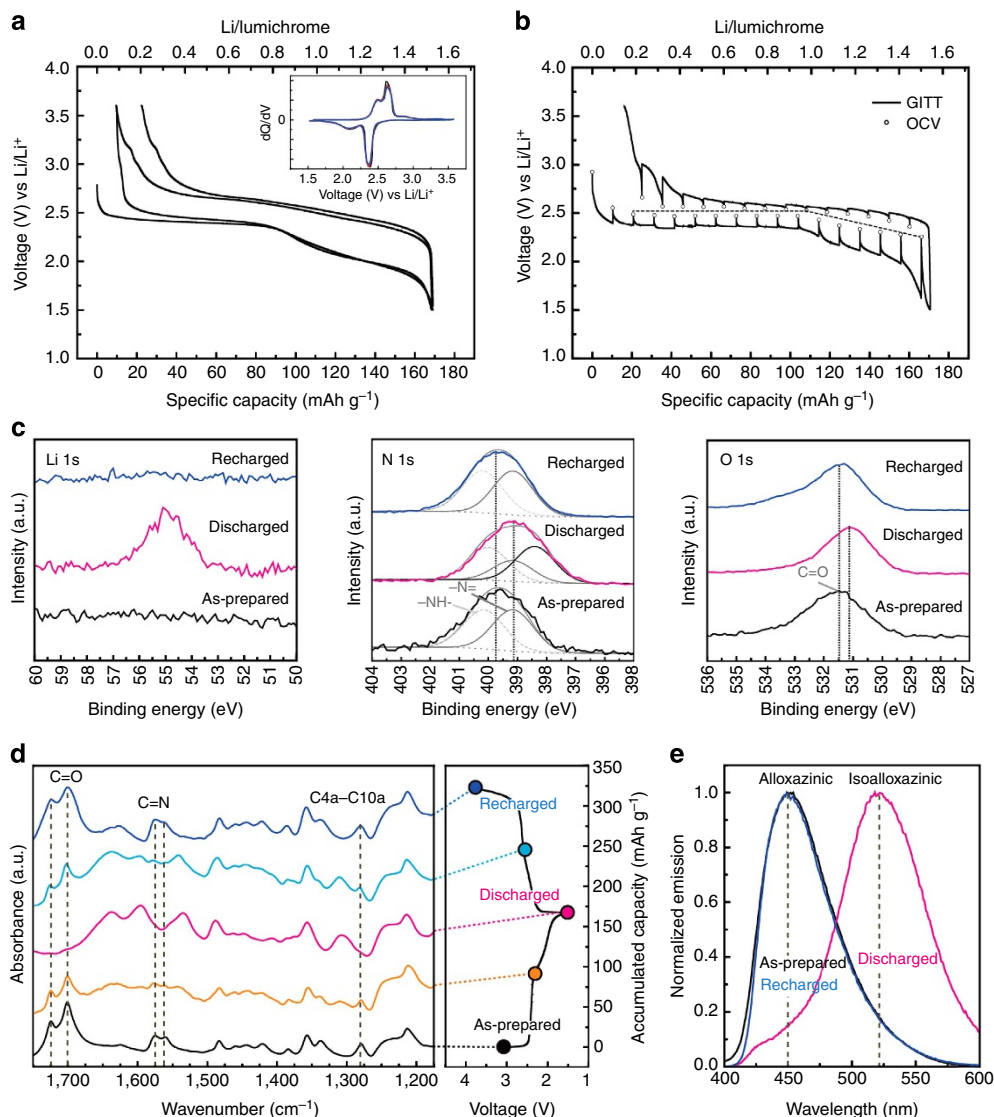 a
Li/lumichrome
0.0 0.2 0.4 0.6 0.8 1.0 1.2 1.4 1.6
4.0
3.5
3.0
2.5
2.0
1.5
1.0
Voltage (V) vs Li/Li+
0 20 40 60 80 100 120 140 160 180
Specific capacity (mAh g–1)
dQ/dV
0
1.5 2.0 2.5 3.0 3.5
Voltage (V) vs Li/Li+
b
Li/lumichrome
0.0 0.2 0.4 0.6 0.8 1.0 1.2 1.4 1.6
4.0
3.5
3.0
2.5
2.0
1.5
1.0
Voltage (V) vs Li/Li+
GITT
OCV
0 20 40 60 80 100 120 140 160 180
Specific capacity (mAh g–1)
c
Li 1s
Recharged
Discharged
As-prepared
Intensity (a.u.)
60 59 58 57 56 55 54 53 52 51 50
Binding energy (eV)
N 1s
Recharged
Discharged
–N=
–NH-
As-prepared
Intensity (a.u.)
404 403 402 401 400 399 398 397 396
Binding energy (eV)
O 1s
Recharged
Discharged
C=O
As-prepared
Intensity (a.u.)
536 535 534 533 532 531 530 529 528 527
Binding energy (eV)
d
C=O
C=N
C4a–C10a
Absorbance (a.u.)
1,700 1,600 1,500 1,400 1,300 1,200
Wavenumber (cm–1)
Recharged
Discharged
As-prepared
350
300
250
200
150
100
50
0
Accumulated capacity (mAh g–1)
4 3 2 1
Voltage (V)
e
Alloxazinic Isoalloxazinic
1.0
0.8
0.6
0.4
0.2
0.0
Normalized emission
As-prepared
Recharged
Discharged
400 450 500 550 600
Wavelength (nm)